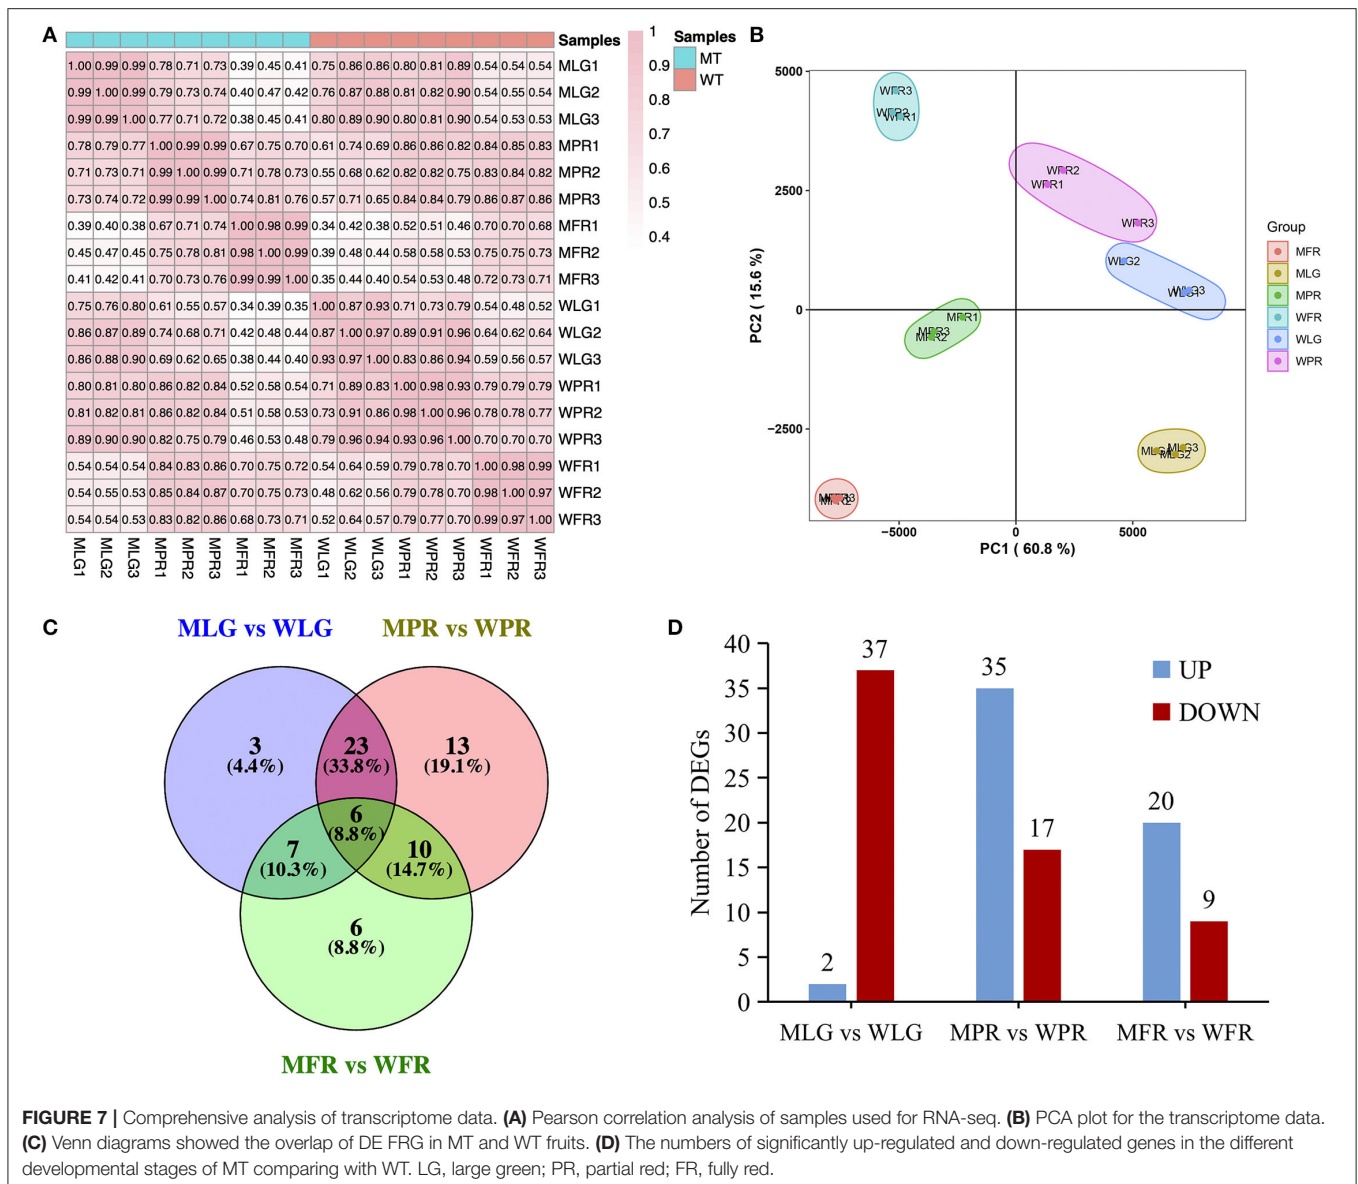 A
Samples
MLG1
MLG2
MLG3
MPR1
MPR2
MPR3
MFR1
MFR2
MFR3
WLG1
WLG2
WLG3
WPR1
WPR2
WPR3
WFR1
WFR2
WFR3
1.00 0.99 0.99 0.78 0.71 0.73 0.39 0.45 0.41 0.75 0.86 0.86 0.80 0.81 0.89 0.54 0.54 0.54
0.99 1.00 0.99 0.79 0.73 0.74 0.40 0.47 0.42 0.76 0.87 0.88 0.81 0.82 0.90 0.54 0.55 0.54
0.99 0.99 1.00 0.77 0.71 0.72 0.38 0.45 0.41 0.80 0.89 0.90 0.80 0.81 0.90 0.54 0.53 0.53
0.78 0.79 0.77 1.00 0.99 0.99 0.67 0.75 0.70 0.61 0.74 0.69 0.86 0.86 0.82 0.84 0.85 0.83
0.71 0.73 0.71 0.99 1.00 0.99 0.71 0.78 0.73 0.55 0.68 0.62 0.82 0.82 0.75 0.83 0.84 0.82
0.73 0.74 0.72 0.99 0.99 1.00 0.74 0.81 0.76 0.57 0.71 0.65 0.84 0.84 0.79 0.86 0.87 0.86
0.39 0.40 0.38 0.67 0.71 0.74 1.00 0.98 0.99 0.34 0.42 0.38 0.52 0.51 0.46 0.70 0.70 0.68
0.45 0.47 0.45 0.75 0.78 0.81 0.98 1.00 0.99 0.39 0.48 0.44 0.58 0.58 0.53 0.75 0.75 0.73
0.41 0.42 0.41 0.70 0.73 0.76 0.99 0.99 1.00 0.35 0.44 0.40 0.54 0.53 0.48 0.72 0.73 0.71
0.75 0.76 0.80 0.61 0.55 0.57 0.34 0.39 0.35 1.00 0.87 0.93 0.71 0.73 0.79 0.54 0.48 0.52
0.86 0.87 0.89 0.74 0.68 0.71 0.42 0.48 0.44 0.87 1.00 0.97 0.89 0.91 0.96 0.64 0.62 0.64
0.86 0.88 0.90 0.69 0.62 0.65 0.38 0.44 0.40 0.93 0.97 1.00 0.83 0.86 0.94 0.59 0.56 0.57
0.80 0.81 0.80 0.86 0.82 0.84 0.52 0.58 0.54 0.71 0.89 0.83 1.00 0.98 0.93 0.79 0.79 0.79
0.81 0.82 0.81 0.86 0.82 0.84 0.51 0.58 0.53 0.73 0.91 0.86 0.98 1.00 0.96 0.78 0.78 0.77
0.89 0.90 0.90 0.82 0.75 0.79 0.46 0.53 0.48 0.79 0.96 0.94 0.93 0.96 1.00 0.70 0.70 0.70
0.54 0.54 0.54 0.84 0.83 0.86 0.70 0.75 0.72 0.54 0.64 0.59 0.79 0.78 0.70 1.00 0.98 0.99
0.54 0.55 0.53 0.85 0.84 0.87 0.70 0.75 0.73 0.48 0.62 0.56 0.79 0.78 0.70 0.98 1.00 0.97
0.54 0.54 0.53 0.83 0.82 0.86 0.68 0.73 0.71 0.52 0.64 0.57 0.79 0.77 0.70 0.99 0.97 1.00
MLG1 MLG2 MLG3 MPR1 MPR2 MPR3 MFR1 MFR2 MFR3 WLG1 WLG2 WLG3 WPR1 WPR2 WPR3 WFR1 WFR2 WFR3
1
0.9
0.8
0.7
0.6
0.5
0.4
Samples
MT
WT
B
5000
2500
0
−2500
PC2 ( 15.6 %)
−5000 0 5000
PC1 ( 60.8 %)
WFR3
WFR2
WFR1
WPR2
WPR1
WPR3
WLG2
WLG3
WLG1
MPR1
MPR3
MPR2
MLG3
MLG2
Group
MFR
MLG
MPR
WFR
WLG
WPR
C
MLG vs WLG
MPR vs WPR
3
(4.4%)
23
(33.8%)
13
(19.1%)
6
(8.8%)
7
(10.3%)
10
(14.7%)
6
(8.8%)
MFR vs WFR
D
Number of DEGs
40
35
30
25
20
15
10
5
0
2
37
35
17
20
9
UP
DOWN
MLG vs WLG MPR vs WPR MFR vs WFR
FIGURE 7 | Comprehensive analysis of transcriptome data. (A) Pearson correlation analysis of samples used for RNA-seq. (B) PCA plot for the transcriptome data.
(C) Venn diagrams showed the overlap of DE FRG in MT and WT fruits. (D) The numbers of significantly up-regulated and down-regulated genes in the different
developmental stages of MT comparing with WT. LG, large green; PR, partial red; FR, fully red.